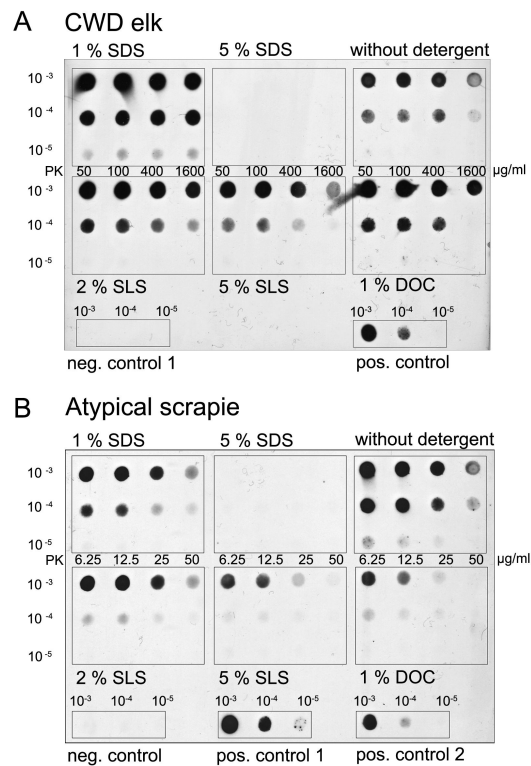 A CWD elk
1 % SDS 5 % SDS without detergent
10⁻³
10⁻⁴
10⁻⁵
PK 50 100 400 1600 50 100 400 1600 50 100 400 1600 µg/ml
10⁻³
10⁻⁴
10⁻⁵
2 % SLS 5 % SLS 1 % DOC
10⁻³ 10⁻⁴ 10⁻⁵ 10⁻³ 10⁻⁴ 10⁻⁵
neg. control 1 pos. control
B Atypical scrapie
1 % SDS 5 % SDS without detergent
10⁻³
10⁻⁴
10⁻⁵
PK 6.25 12.5 25 50 6.25 12.5 25 50 6.25 12.5 25 50 µg/ml
10⁻³
10⁻⁴
10⁻⁵
2 % SLS 5 % SLS 1 % DOC
10⁻³ 10⁻⁴ 10⁻⁵ 10⁻³ 10⁻⁴ 10⁻⁵ 10⁻³ 10⁻⁴ 10⁻⁵
neg. control pos. control 1 pos. control 2